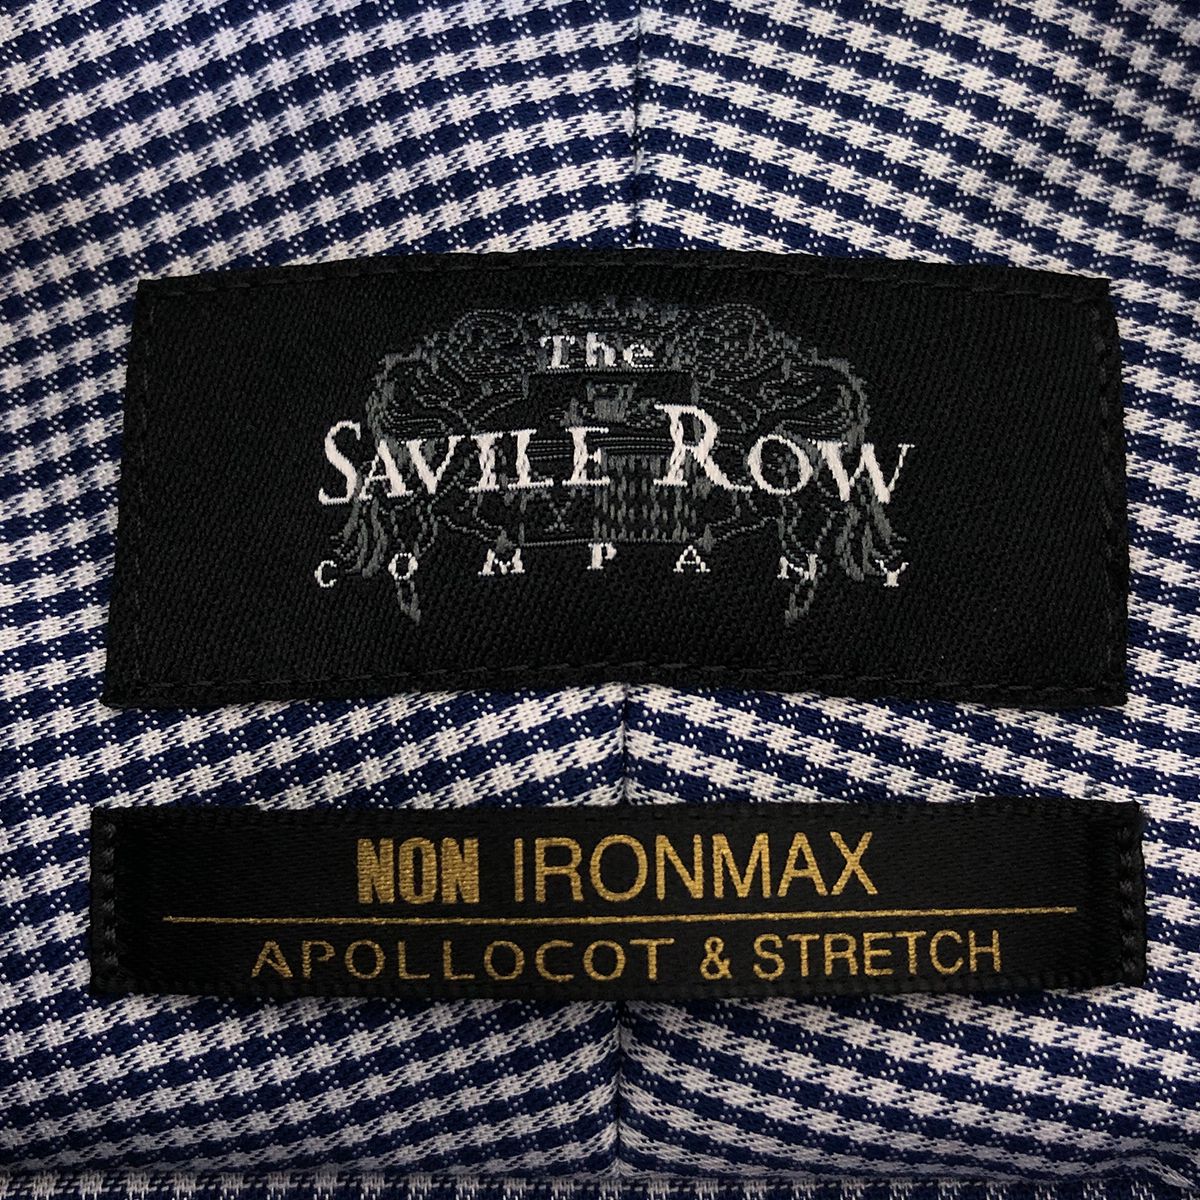 The
SAVILE ROW
COMPANY
NON IRONMAX
APOLLOCOT & STRETCH